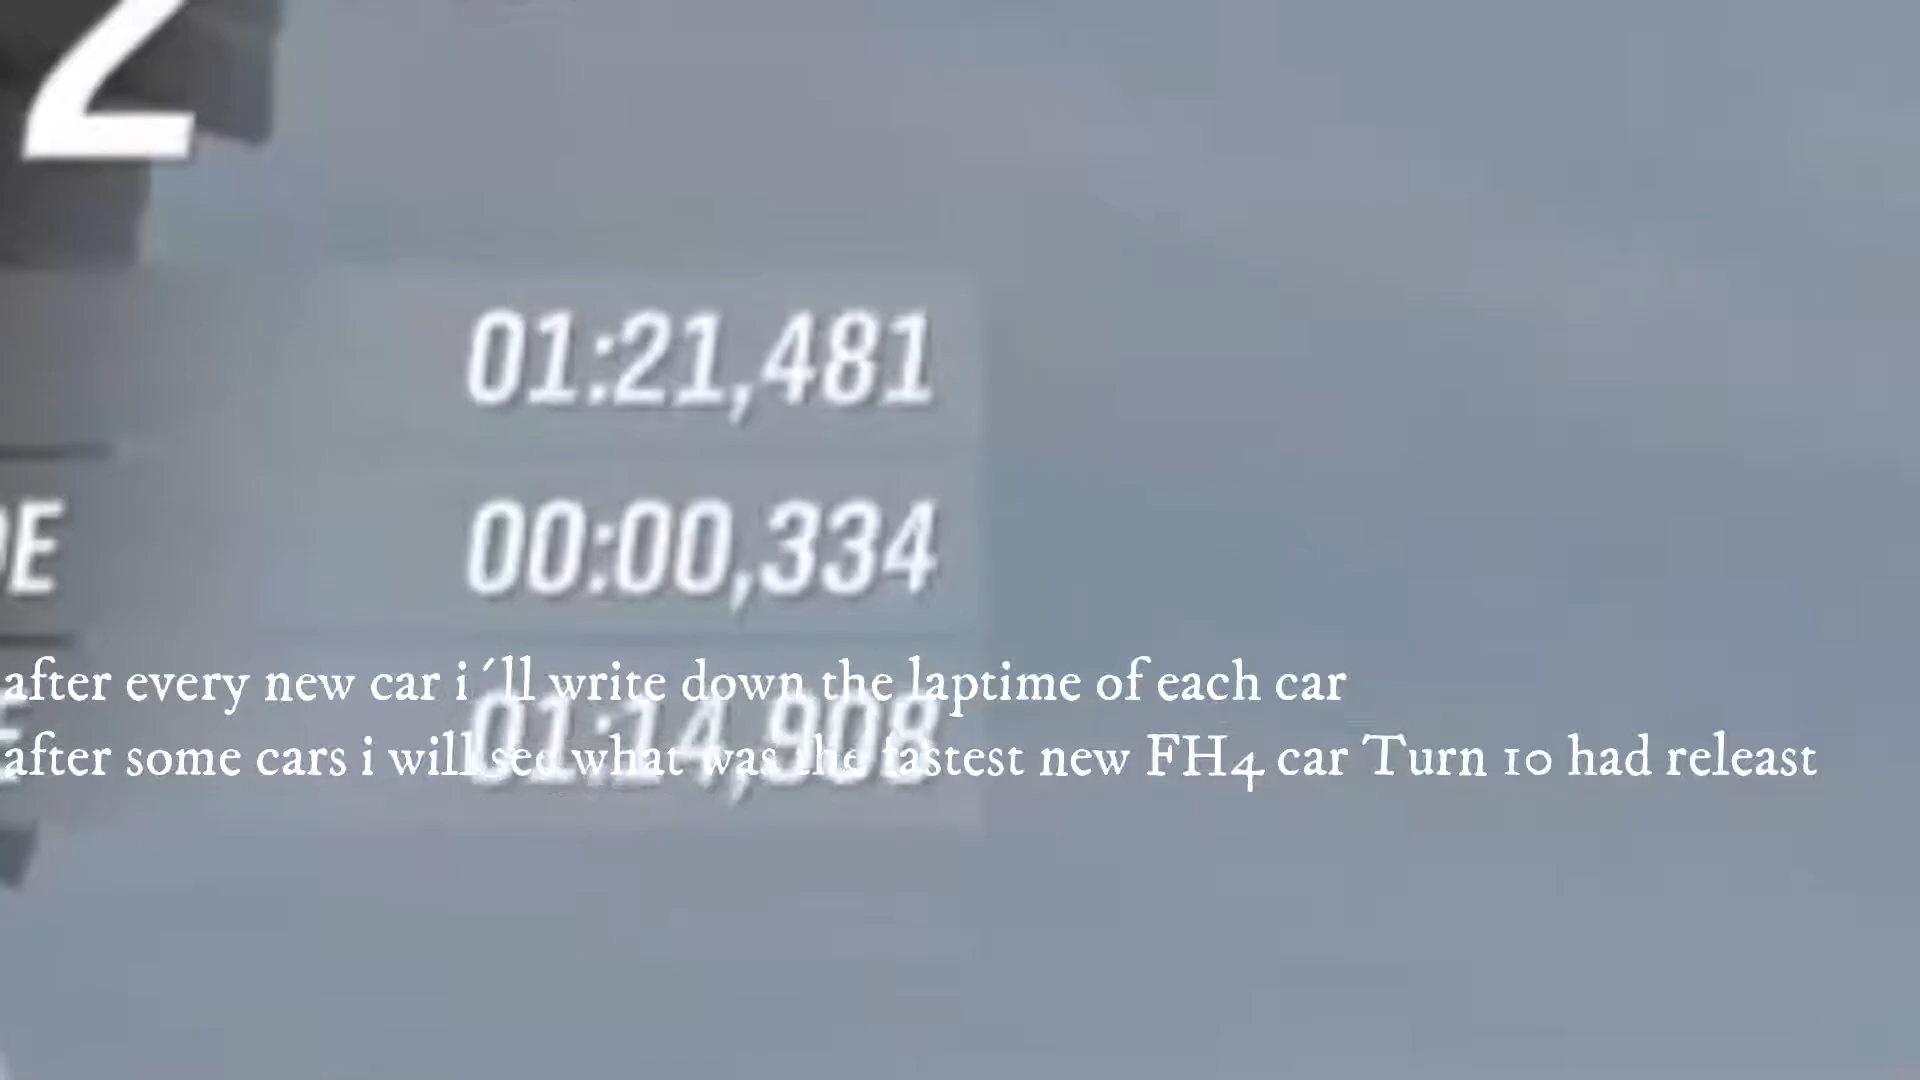 2
01:21,481
DE 00:00,334
after every new car i ´ll write down the laptime of each car
E 01:14,908
after some cars i will see what was the fastest new FH4 car Turn 10 had releast